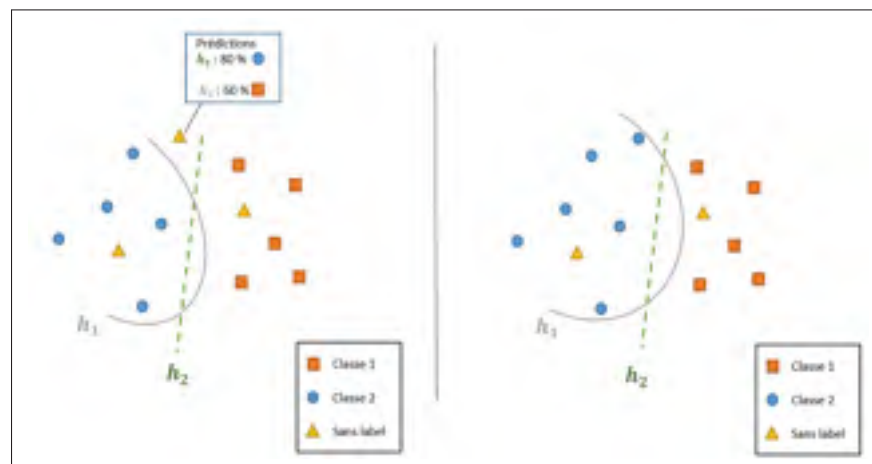 Prédictions
h₂ : 80 %
h₁ : 60 %
h₁
h₂
Classe 1
Classe 2
Sans label
h₁
h₂
Classe 1
Classe 2
Sans label